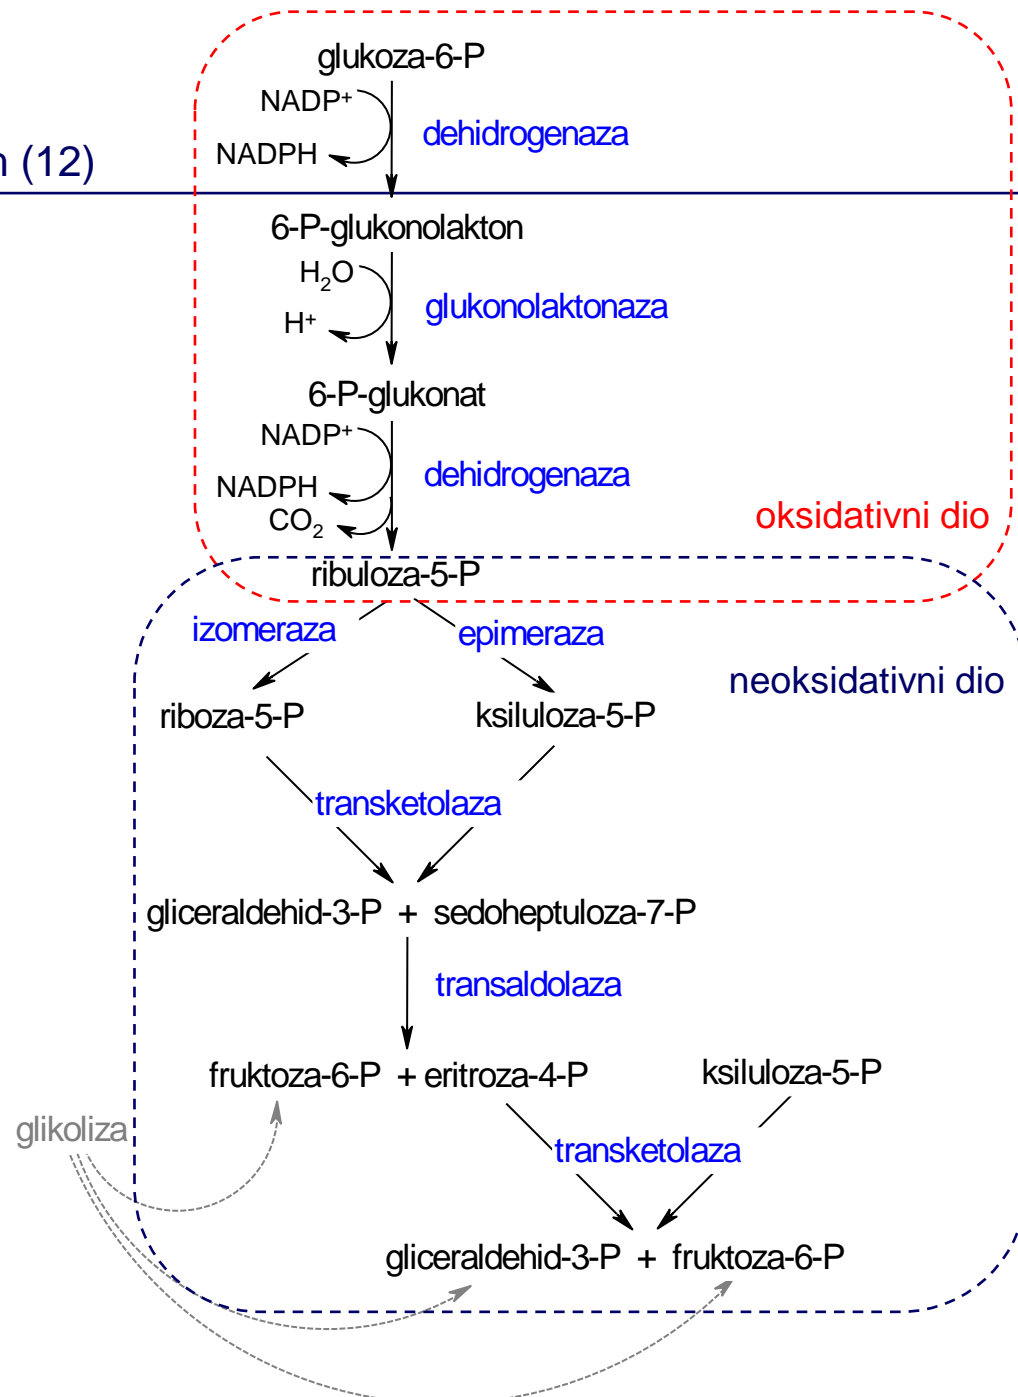 glukoza-6-P
NADP⁺
dehidrogenaza
NADPH
(12)
6-P-glukonolakton
H₂O
glukonolaktonaza
H⁺
6-P-glukonat
NADP⁺
dehidrogenaza
NADPH
CO₂
oksidativni dio
ribuloza-5-P
izomeraza epimeraza
neoksidativni dio
riboza-5-P ksiluloza-5-P
transketolaza
gliceraldehid-3-P + sedoheptuloza-7-P
transaldolaza
fruktoza-6-P + eritroza-4-P ksiluloza-5-P
glikoliza
transketolaza
gliceraldehid-3-P + fruktoza-6-P